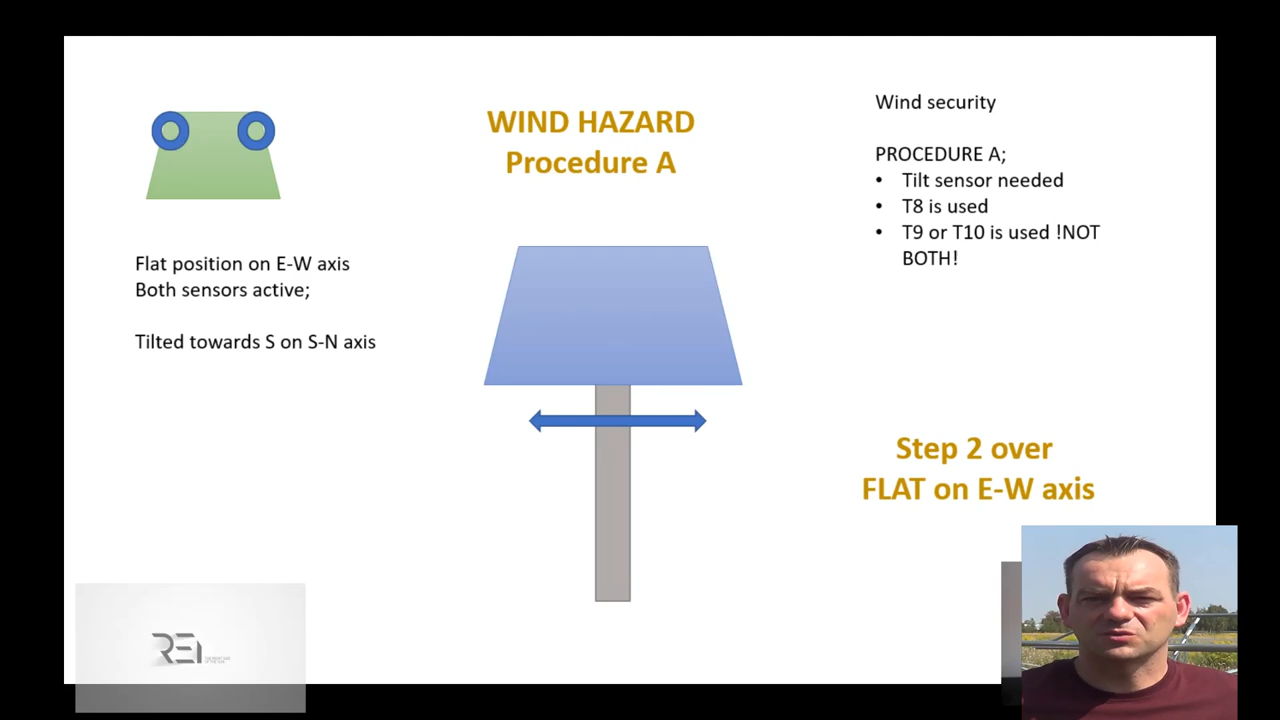 WIND HAZARD
Procedure A
Wind security
PROCEDURE A;
• Tilt sensor needed
• T8 is used
• T9 or T10 is used !NOT
BOTH!
Flat position on E-W axis
Both sensors active;
Tilted towards S on S-N axis
Step 2 over
FLAT on E-W axis
REI